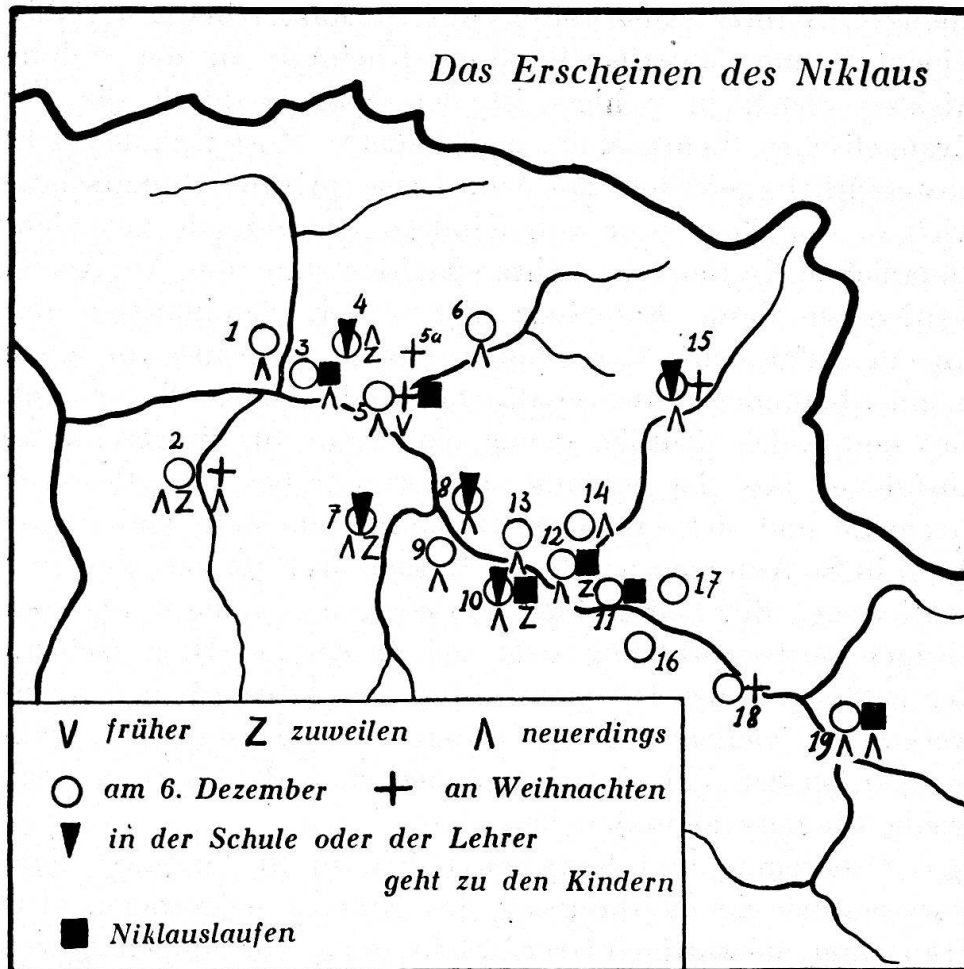 Das Erscheinen des Niklaus
4
6
5a
1
3
15
Z
5
2
Z
8
7
Z
13
14
9
12
10
Z
Z
11
17
16
18
19
V früher Z zuweilen Λ neuerdings
am 6. Dezember + an Weihnachten
in der Schule oder der Lehrer
geht zu den Kindern
Niklauslaufen